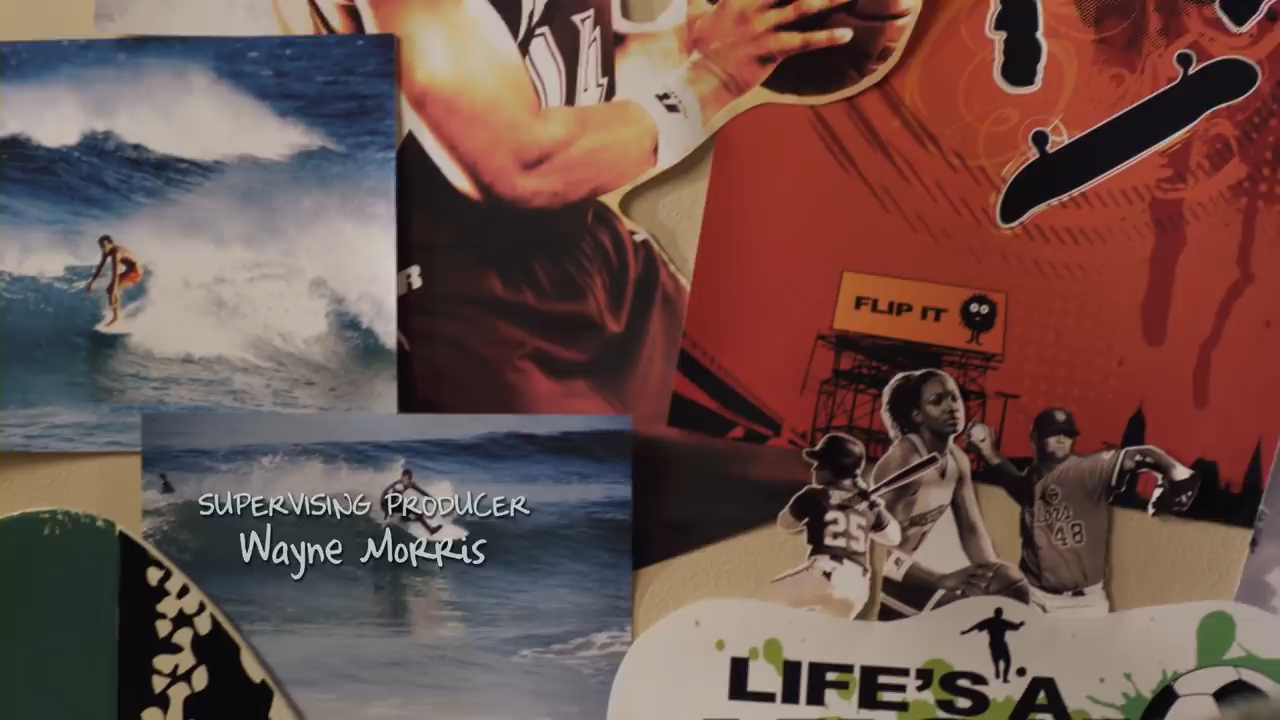 FLIP IT
25
48
SUPERVISING PRODUCER
Wayne Morris
LIFE'S A